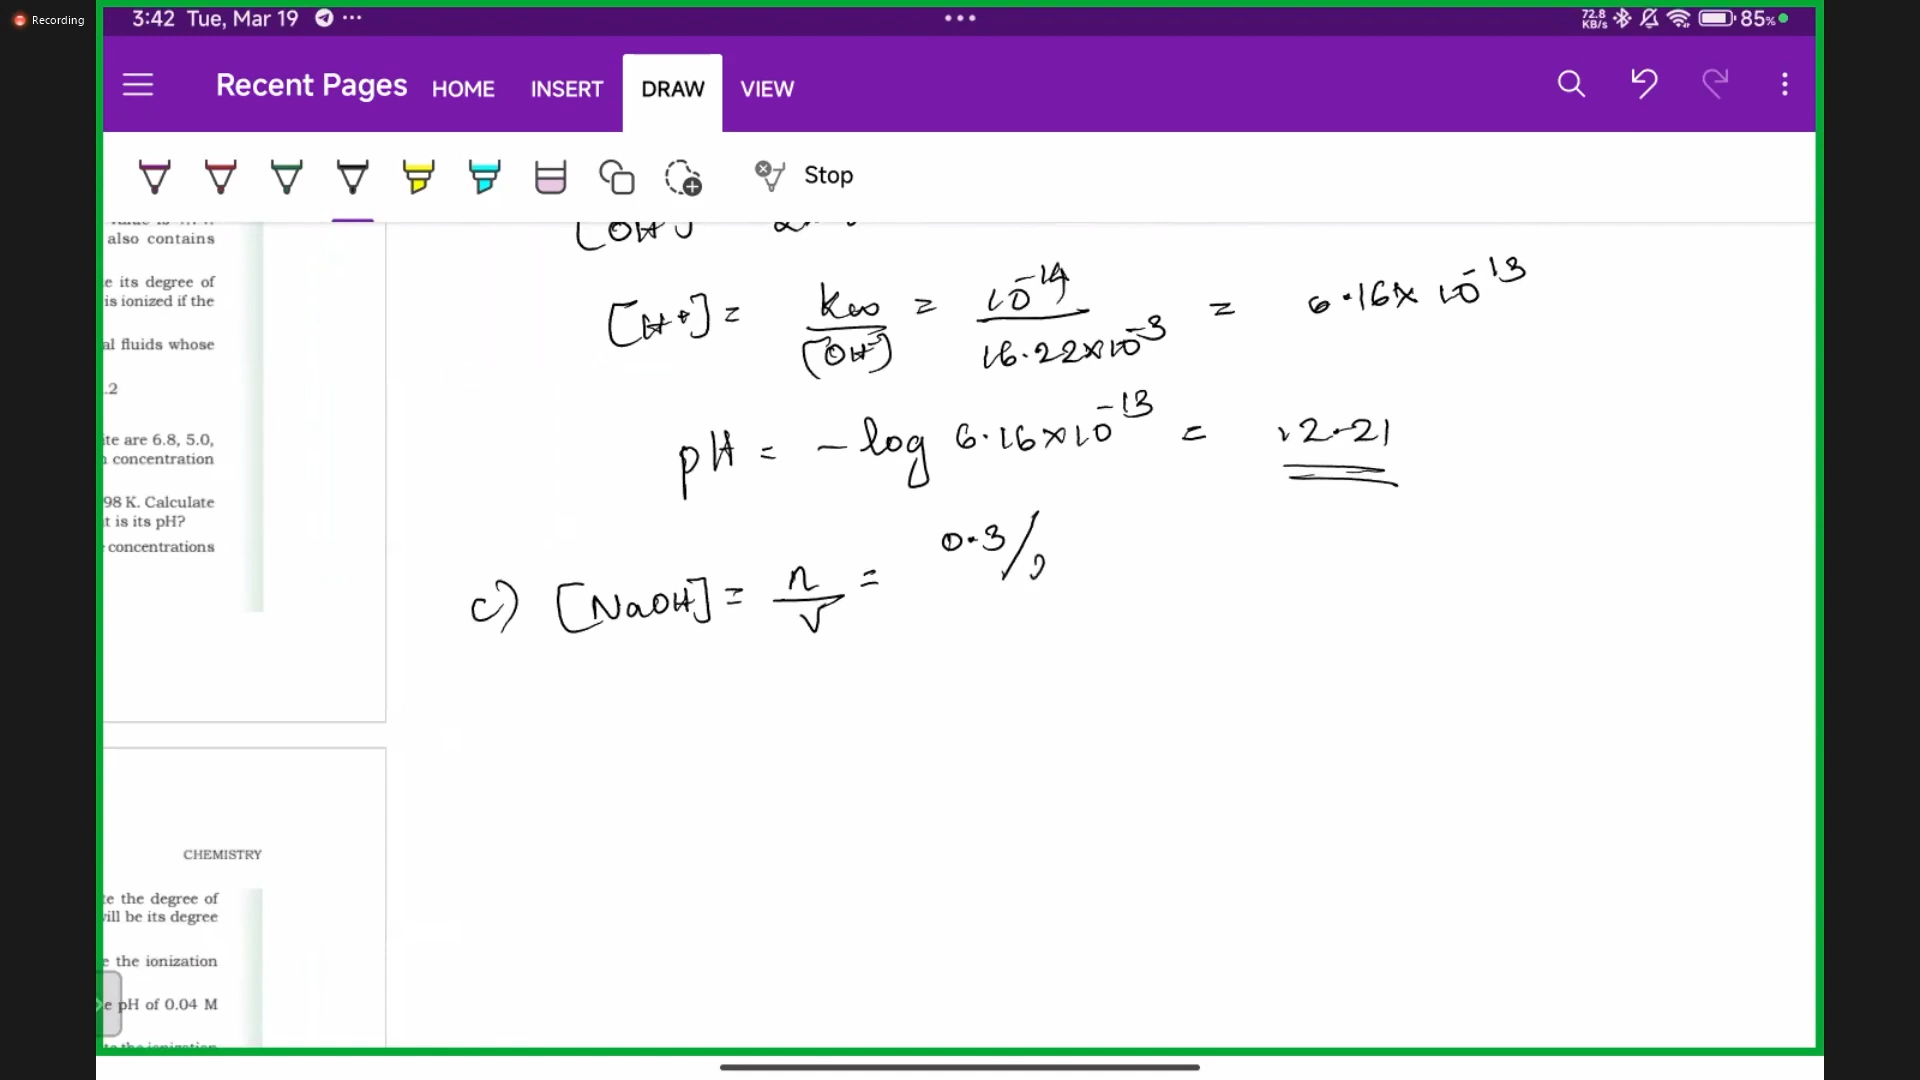 Recording
3:42 Tue, Mar 19
72.8 KB/s
85%
Recent Pages HOME INSERT DRAW VIEW
Stop
also contains
e its degree of
is ionized if the
al fluids whose
.2
ite are 6.8, 5.0,
concentration
98 K. Calculate
t is its pH?
concentrations
[OH-]
[H+] = Kw/[OH-] = 10^-14/16.22×10^-3 = 6.16×10^-13
pH = -log 6.16×10^-13 = 12.21
c) [NaOH] = n/V = 0.3/
CHEMISTRY
te the degree of
vill be its degree
e the ionization
e pH of 0.04 M